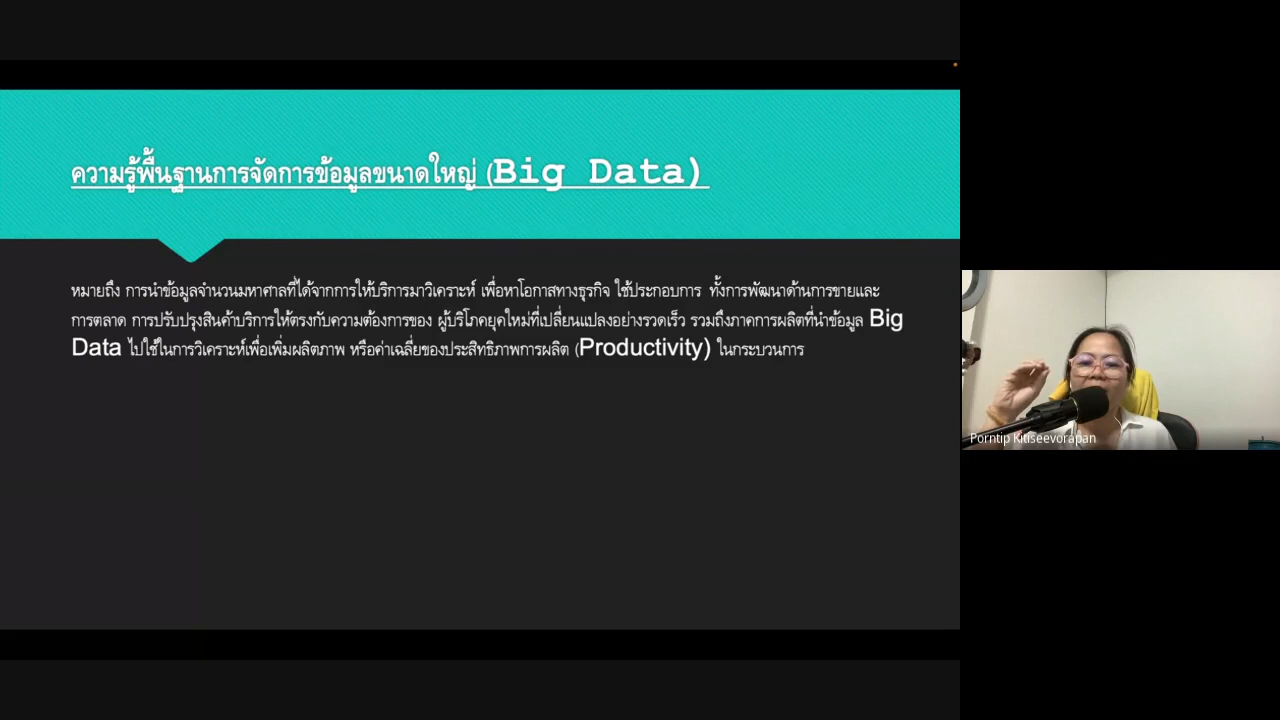 ความรู้พื้นฐานการจัดการข้อมูลขนาดใหญ่ (Big Data)
หมายถึง การนำข้อมูลจำนวนมหาศาลที่ได้จากการให้บริการมาวิเคราะห์ เพื่อหาโอกาสทางธุรกิจ ใช้ประกอบการ ทั้งการพัฒนาด้านการขายและ
การตลาด การปรับปรุงสินค้าบริการให้ตรงกับความต้องการของ ผู้บริโภคยุคใหม่ที่เปลี่ยนแปลงอย่างรวดเร็ว รวมถึงภาคการผลิตที่นำข้อมูล Big
Data ไปใช้ในการวิเคราะห์เพื่อเพิ่มผลิตภาพ หรือค่าเฉลี่ยของประสิทธิภาพการผลิต (Productivity) ในกระบวนการ
Porntip Kitiseevorapan